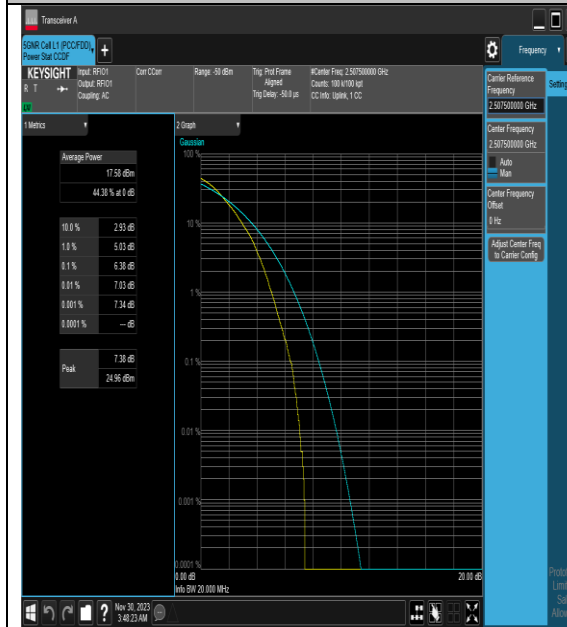 Transceiver A
5GNR Cell L1 (PCC/FDD),
Power Stat CCDF
Frequency
KEYSIGHT
R T
Input: RFIO1
Output: RFIO1
Coupling: AC
Corr CCorr
Range: -50 dBm
Trig: Prot Frame
Aligned
Trig Delay: -50.0 µs
#Center Freq: 2.507500000 GHz
Counts: 100 k/100 kpt
CC Info: Uplink, 1 CC
1 Metrics
Average Power
17.58 dBm
44.30 % at 0 dB
10.0 % 2.93 dB
1.0 % 5.03 dB
0.1 % 6.38 dB
0.01 % 7.03 dB
0.001 % 7.34 dB
0.0001 % --- dB
Peak
7.38 dB
24.96 dBm
2 Graph
Gaussian
100 %
10 %
1 %
0.1 %
0.01 %
0.001 %
0.0001 %
0.00 dB
20.00 dB
Info BW 20.000 MHz
Carrier Reference
Frequency
2.507500000 GHz
Center Frequency
2.507500000 GHz
Auto
Man
Center Frequency
Offset
0 Hz
Adjust Center Freq
to Carrier Config
Setting
Nov 30, 2023
3:48:23 AM
?